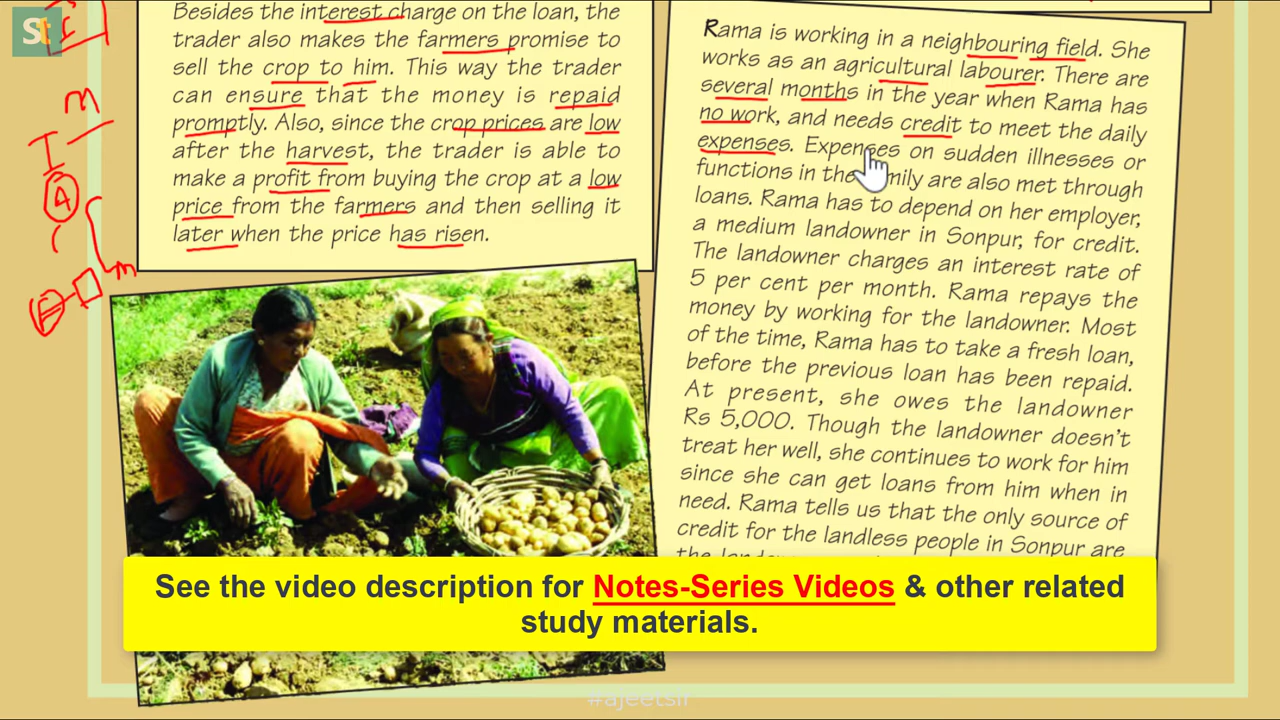 St
Besides the interest charge on the loan, the
trader also makes the farmers promise to
sell the crop to him. This way the trader
can ensure that the money is repaid
promptly. Also, since the crop prices are low
after the harvest, the trader is able to
make a profit from buying the crop at a low
price from the farmers and then selling it
later when the price has risen.
Rama is working in a neighbouring field. She
works as an agricultural labourer. There are
several months in the year when Rama has
no work, and needs credit to meet the daily
expenses. Expenses on sudden illnesses or
functions in the family are also met through
loans. Rama has to depend on her employer,
a medium landowner in Sonpur, for credit.
The landowner charges an interest rate of
5 per cent per month. Rama repays the
money by working for the landowner. Most
of the time, Rama has to take a fresh loan,
before the previous loan has been repaid.
At present, she owes the landowner
Rs 5,000. Though the landowner doesn't
treat her well, she continues to work for him
since she can get loans from him when in
need. Rama tells us that the only source of
credit for the landless people in Sonpur are
See the video description for Notes-Series Videos & other related
study materials.
#ajeetsir